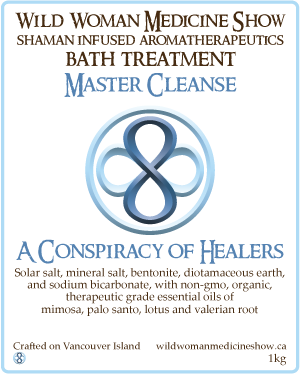 Wild Woman Medicine Show
shaman infused aromatherapeutics
bath treatment
Master Cleanse
A Conspiracy of Healers
Solar salt, mineral salt, bentonite, diotamaceous earth,
and sodium bicarbonate, with non-gmo, organic,
therapeutic grade essential oils of
mimosa, palo santo, lotus and valerian root
Crafted on Vancouver Island wildwomanmedicineshow.ca
1kg